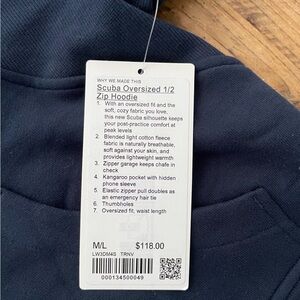 WHY WE MADE THIS
Scuba Oversized 1/2
Zip Hoodie
1. With an oversized fit and the
soft, cozy fabric you love,
this new Scuba silhouette keeps
your post-practice comfort at
peak levels
2. Blended light cotton fleece
fabric is naturally breathable,
soft against your skin, and
provides lightweight warmth
3. Zipper garage keeps chafe in
check
4. Kangaroo pocket with hidden
phone sleeve
5. Elastic zipper pull doubles as
an emergency hair tie
6. Thumbholes
7. Oversized fit, waist length
M/L $118.00
LW3DM4S TRNV
000134500049